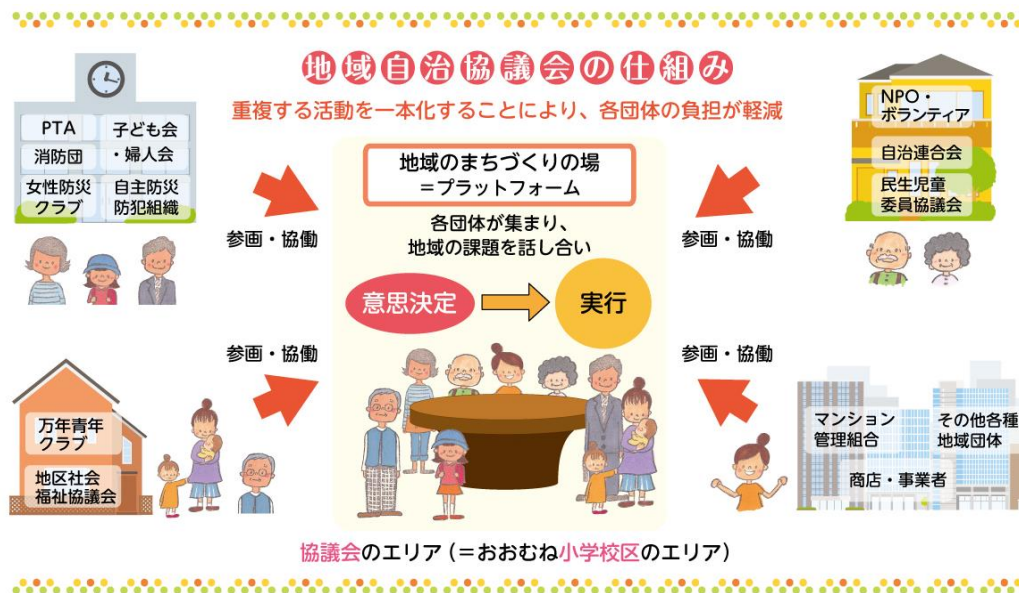 地域自治協議会の仕組み
重複する活動を一本化することにより、各団体の負担が軽減
PTA
消防団
女性防災
クラブ
子ども会
・婦人会
自主防災
防犯組織
参画・協働
地域のまちづくりの場
＝プラットフォーム
各団体が集まり、
地域の課題を話し合い
意思決定
実行
参画・協働
NPO・
ボランティア
自治連合会
民生児童
委員協議会
万年青年
クラブ
地区社会
福祉協議会
参画・協働
参画・協働
マンション
管理組合
その他各種
地域団体
商店・事業者
協議会のエリア(＝おおむね小学校区のエリア)